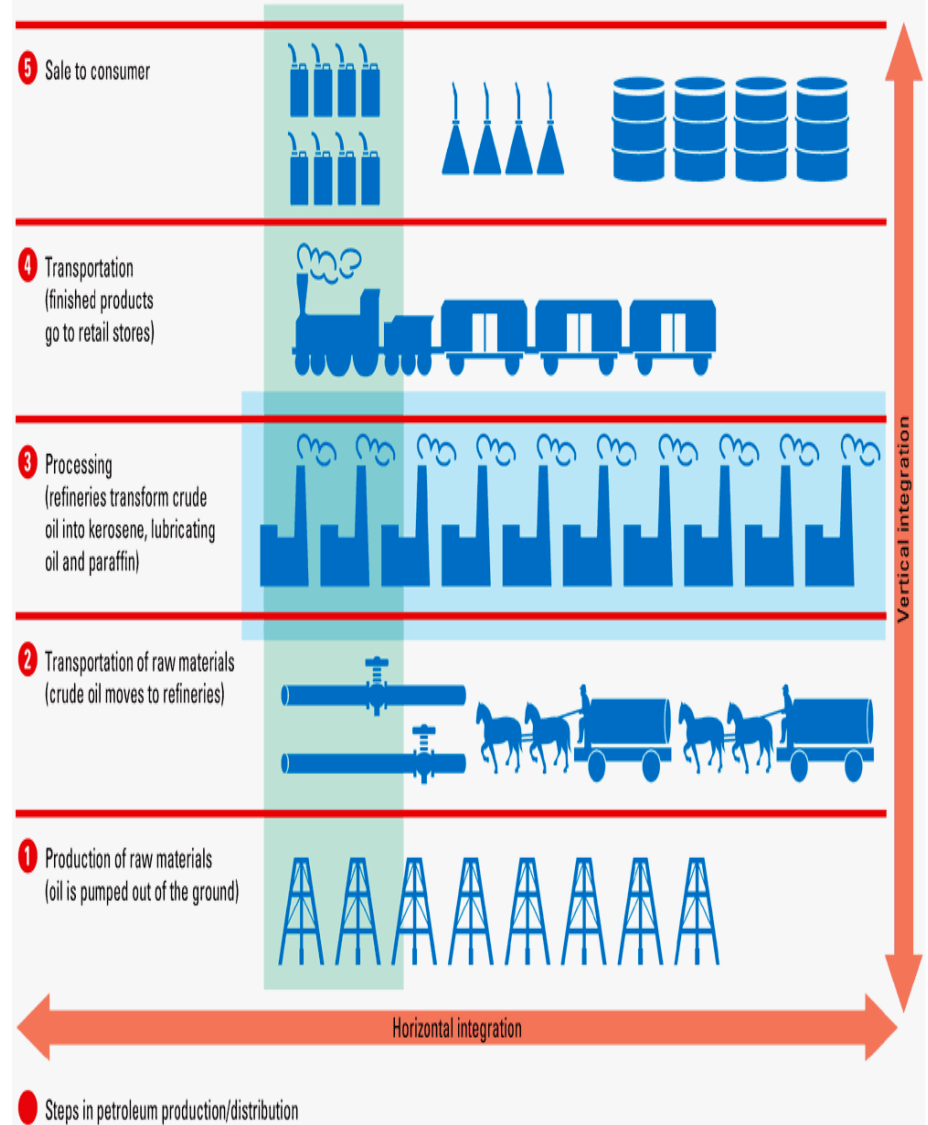 5 Sale to consumer
4 Transportation
(finished products
go to retail stores)
3 Processing
(refineries transform crude
oil into kerosene, lubricating
oil and paraffin)
2 Transportation of raw materials
(crude oil moves to refineries)
1 Production of raw materials
(oil is pumped out of the ground)
Vertical integration
Horizontal integration
Steps in petroleum production/distribution